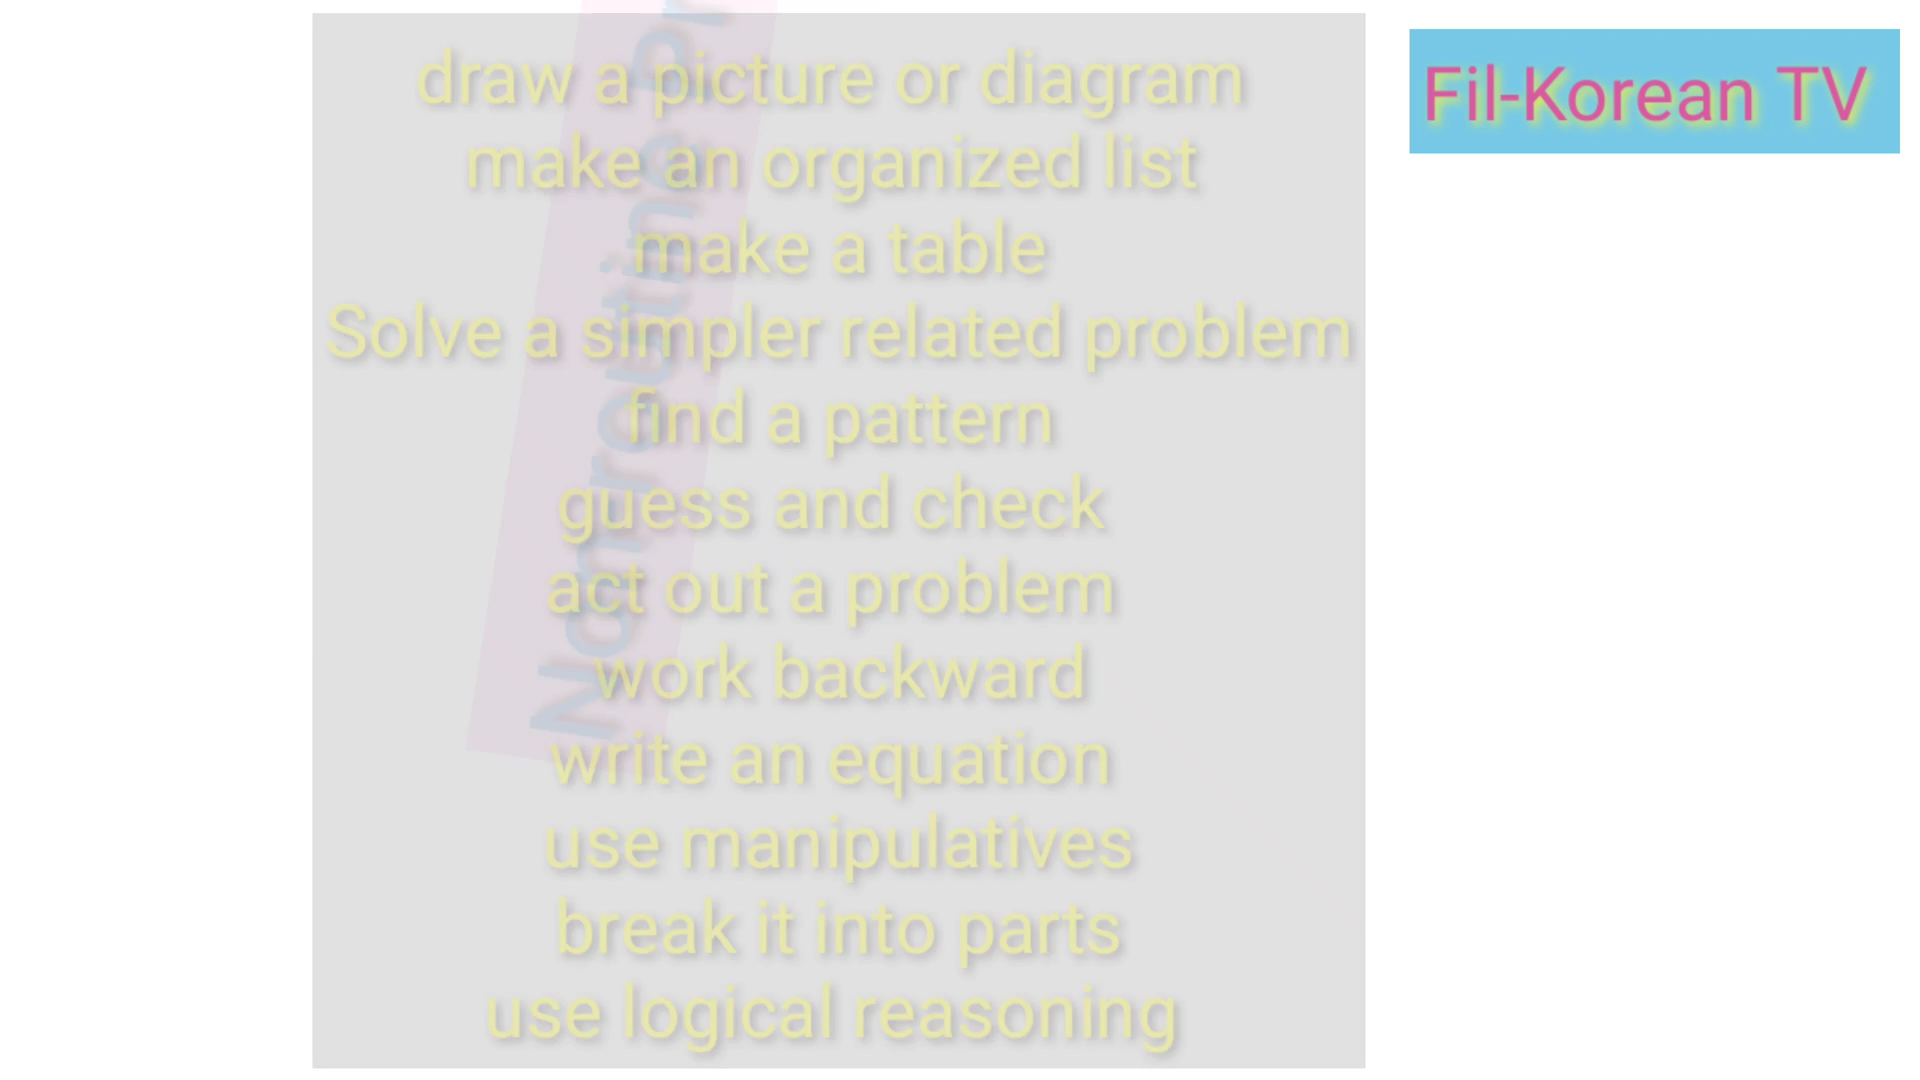 draw a picture or diagram
make an organized list
make a table
Solve a simpler related problem
find a pattern
guess and check
act out a problem
work backward
write an equation
use manipulatives
break it into parts
use logical reasoning
Fil-Korean TV
Nonroutine